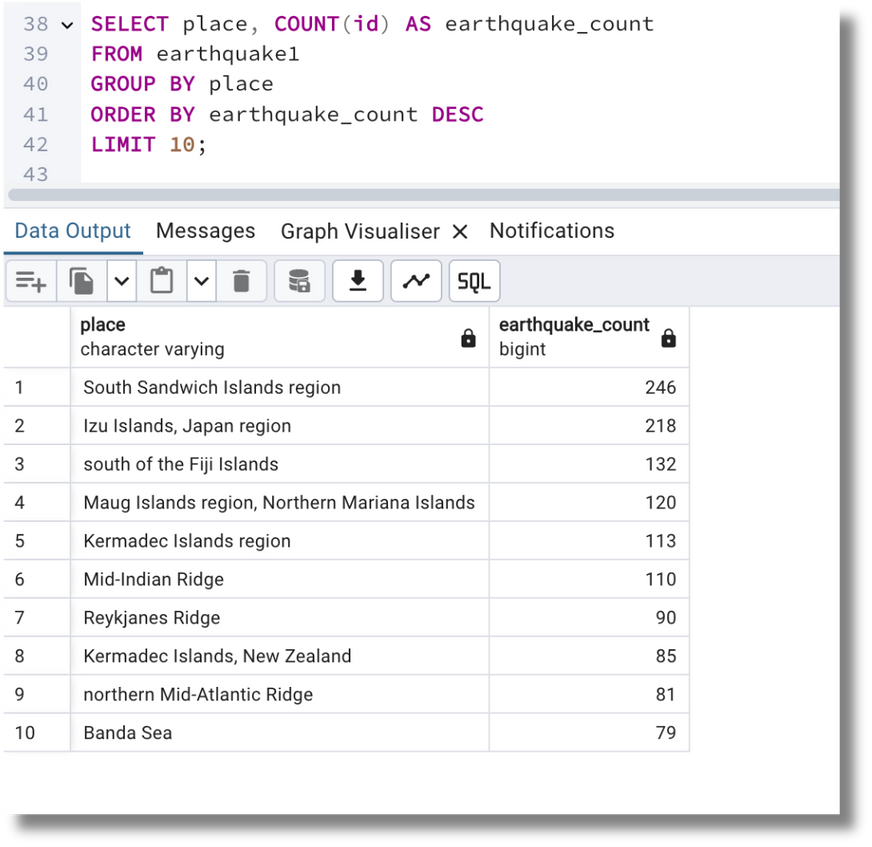 38 SELECT place, COUNT(id) AS earthquake_count
39 FROM earthquake1
40 GROUP BY place
41 ORDER BY earthquake_count DESC
42 LIMIT 10;
43
Data Output Messages Graph Visualiser × Notifications
SQL
place earthquake_count
character varying bigint
1 South Sandwich Islands region 246
2 Izu Islands, Japan region 218
3 south of the Fiji Islands 132
4 Maug Islands region, Northern Mariana Islands 120
5 Kermadec Islands region 113
6 Mid-Indian Ridge 110
7 Reykjanes Ridge 90
8 Kermadec Islands, New Zealand 85
9 northern Mid-Atlantic Ridge 81
10 Banda Sea 79